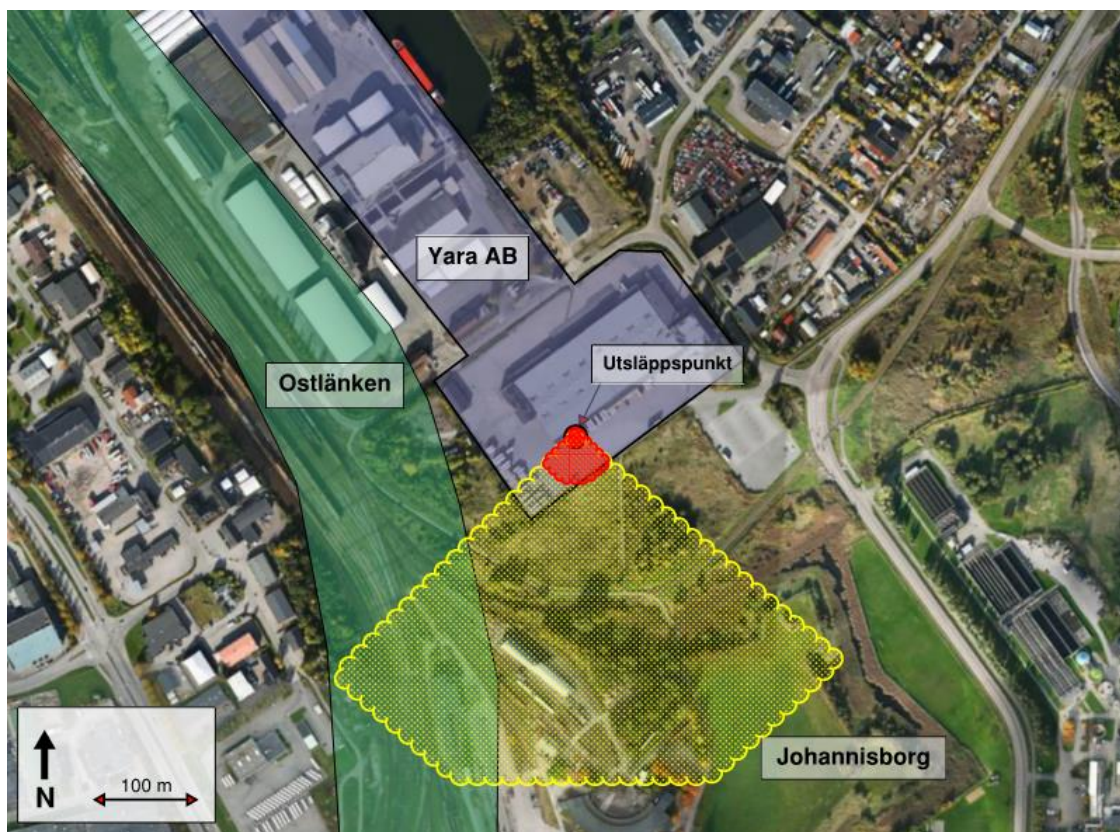 Yara AB
Utsläppspunkt
Ostlänken
Johannisborg
100 m
N